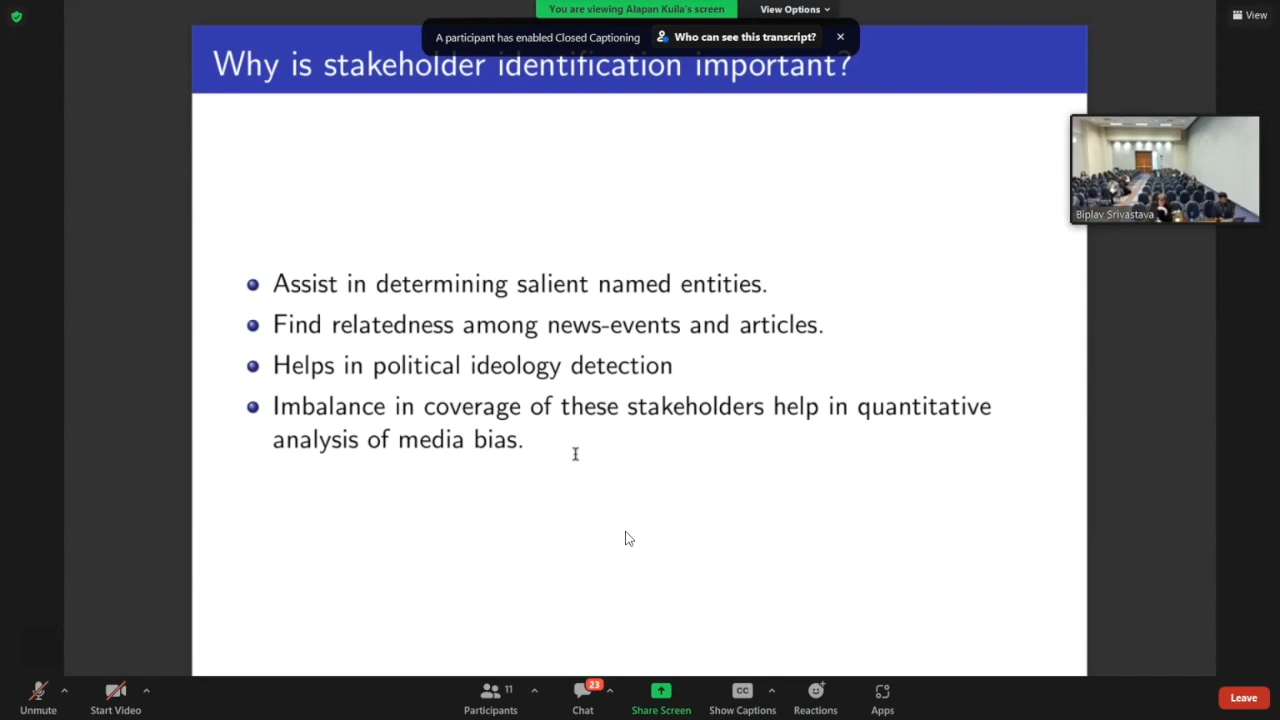 You are viewing Alapan Kuila's screen
View Options
View
A participant has enabled Closed Captioning
Who can see this transcript?
Why is stakeholder identification important?
Biplav Srivastava
Assist in determining salient named entities.
Find relatedness among news-events and articles.
Helps in political ideology detection
Imbalance in coverage of these stakeholders help in quantitative
analysis of media bias.
Unmute
Start Video
11
Participants
23
Chat
Share Screen
CC
Show Captions
Reactions
Apps
Leave